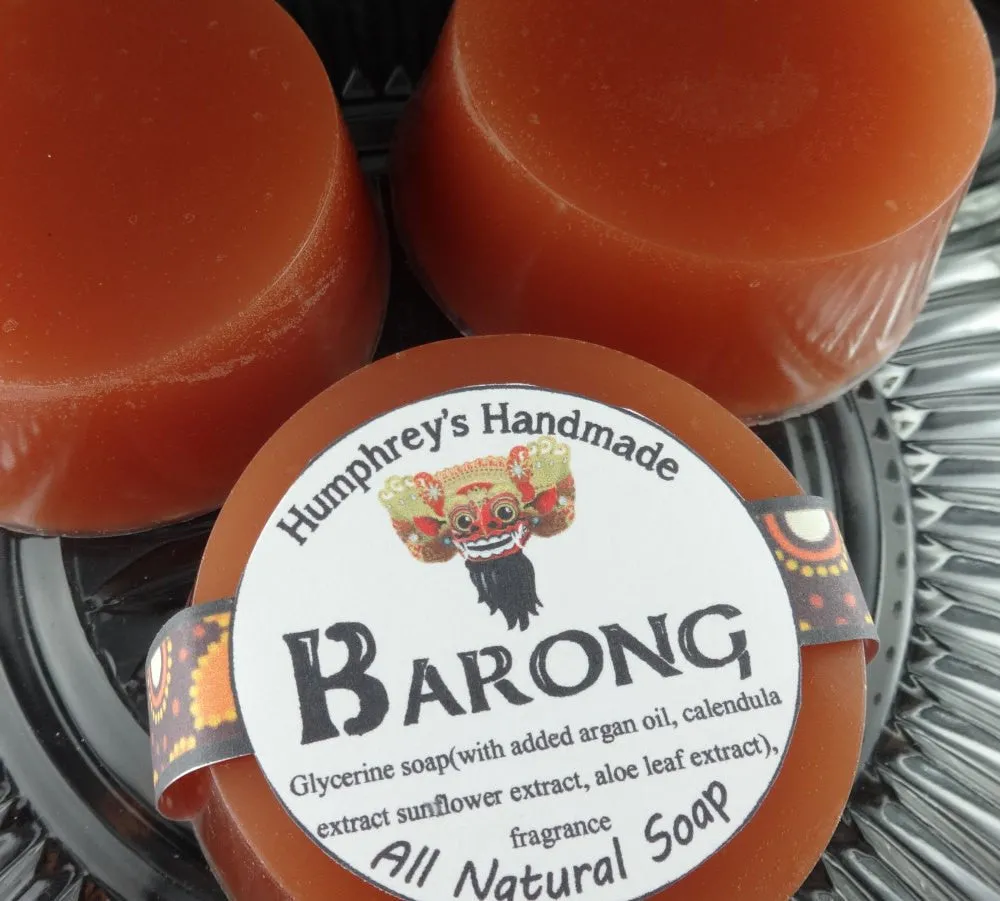 Humphrey's Handmade
BARONG
Glycerine soap(with added argan oil, calendula
extract sunflower extract, aloe leaf extract),
fragrance
All Natural Soap